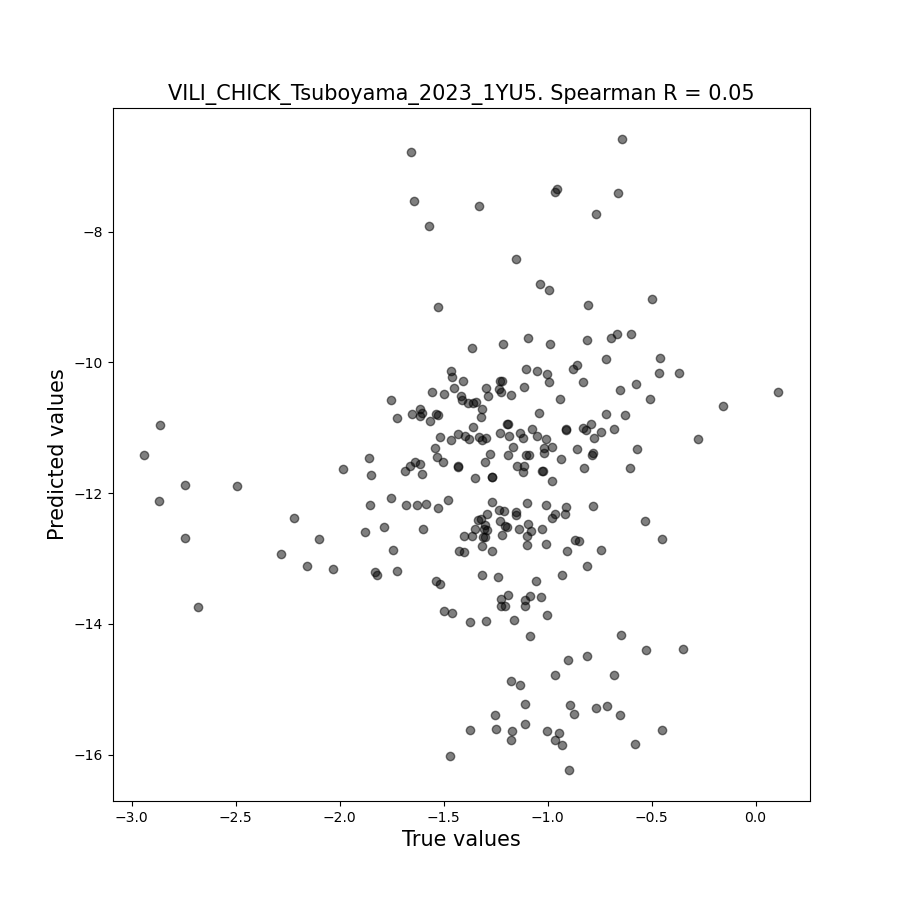 VILI_CHICK_Tsuboyama_2023_1YU5. Spearman R = 0.05
Predicted values
−8
−10
−12
−14
−16
−3.0 −2.5 −2.0 −1.5 −1.0 −0.5 0.0
True values